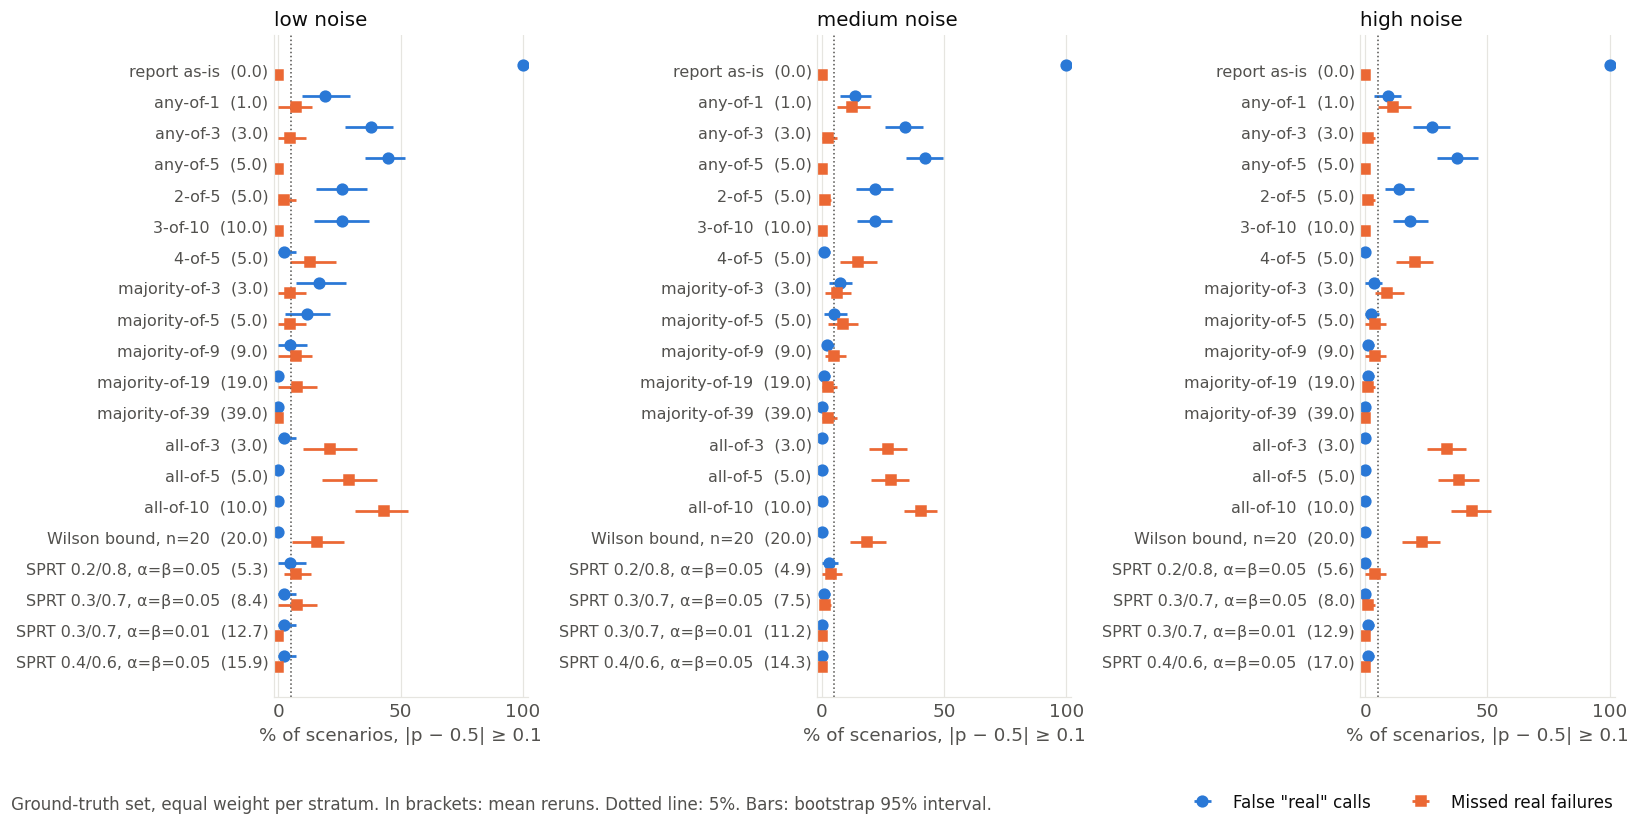 low noise
report as-is (0.0)
any-of-1 (1.0)
any-of-3 (3.0)
any-of-5 (5.0)
2-of-5 (5.0)
3-of-10 (10.0)
4-of-5 (5.0)
majority-of-3 (3.0)
majority-of-5 (5.0)
majority-of-9 (9.0)
majority-of-19 (19.0)
majority-of-39 (39.0)
all-of-3 (3.0)
all-of-5 (5.0)
all-of-10 (10.0)
Wilson bound, n=20 (20.0)
SPRT 0.2/0.8, α=β=0.05 (5.3)
SPRT 0.3/0.7, α=β=0.05 (8.4)
SPRT 0.3/0.7, α=β=0.01 (12.7)
SPRT 0.4/0.6, α=β=0.05 (15.9)
0 50 100
% of scenarios, |p − 0.5| ≥ 0.1
medium noise
report as-is (0.0)
any-of-1 (1.0)
any-of-3 (3.0)
any-of-5 (5.0)
2-of-5 (5.0)
3-of-10 (10.0)
4-of-5 (5.0)
majority-of-3 (3.0)
majority-of-5 (5.0)
majority-of-9 (9.0)
majority-of-19 (19.0)
majority-of-39 (39.0)
all-of-3 (3.0)
all-of-5 (5.0)
all-of-10 (10.0)
Wilson bound, n=20 (20.0)
SPRT 0.2/0.8, α=β=0.05 (4.9)
SPRT 0.3/0.7, α=β=0.05 (7.5)
SPRT 0.3/0.7, α=β=0.01 (11.2)
SPRT 0.4/0.6, α=β=0.05 (14.3)
0 50 100
% of scenarios, |p − 0.5| ≥ 0.1
high noise
report as-is (0.0)
any-of-1 (1.0)
any-of-3 (3.0)
any-of-5 (5.0)
2-of-5 (5.0)
3-of-10 (10.0)
4-of-5 (5.0)
majority-of-3 (3.0)
majority-of-5 (5.0)
majority-of-9 (9.0)
majority-of-19 (19.0)
majority-of-39 (39.0)
all-of-3 (3.0)
all-of-5 (5.0)
all-of-10 (10.0)
Wilson bound, n=20 (20.0)
SPRT 0.2/0.8, α=β=0.05 (5.6)
SPRT 0.3/0.7, α=β=0.05 (8.0)
SPRT 0.3/0.7, α=β=0.01 (12.9)
SPRT 0.4/0.6, α=β=0.05 (17.0)
0 50 100
% of scenarios, |p − 0.5| ≥ 0.1
Ground-truth set, equal weight per stratum. In brackets: mean reruns. Dotted line: 5%. Bars: bootstrap 95% interval.
False "real" calls
Missed real failures